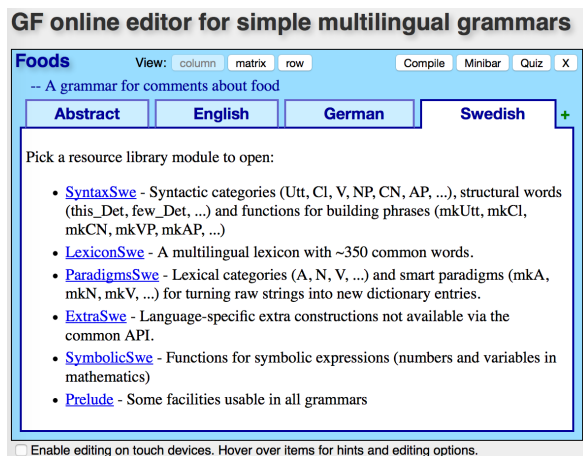 GF online editor for simple multilingual grammars
Foods View: column matrix row Compile Minibar Quiz X
-- A grammar for comments about food
Abstract English German Swedish +
Pick a resource library module to open:
• SyntaxSwe - Syntactic categories (Utt, Cl, V, NP, CN, AP, ...), structural words
(this_Det, few_Det, ...) and functions for building phrases (mkUtt, mkCl,
mkCN, mkVP, mkAP, ...)
• LexiconSwe - A multilingual lexicon with ~350 common words.
• ParadigmsSwe - Lexical categories (A, N, V, ...) and smart paradigms (mkA,
mkN, mkV, ...) for turning raw strings into new dictionary entries.
• ExtraSwe - Language-specific extra constructions not available via the
common API.
• SymbolicSwe - Functions for symbolic expressions (numbers and variables in
mathematics)
• Prelude - Some facilities usable in all grammars
Enable editing on touch devices. Hover over items for hints and editing options.